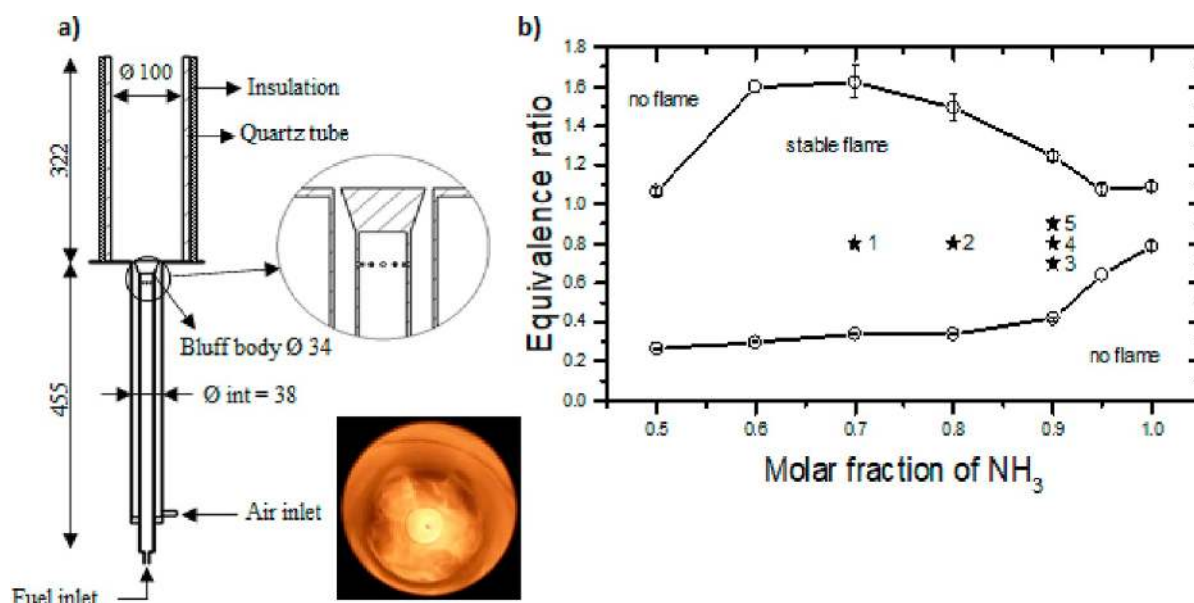 a)
Ø 100
Insulation
Quartz tube
322
Bluff body Ø 34
455
Ø int = 38
Air inlet
Fuel inlet
b)
Equivalence ratio
1.8
1.6
1.4
1.2
1.0
0.8
0.6
0.4
0.2
0.0
no flame
stable flame
1
2
5
4
3
no flame
0.5 0.6 0.7 0.8 0.9 1.0
Molar fraction of NH₃